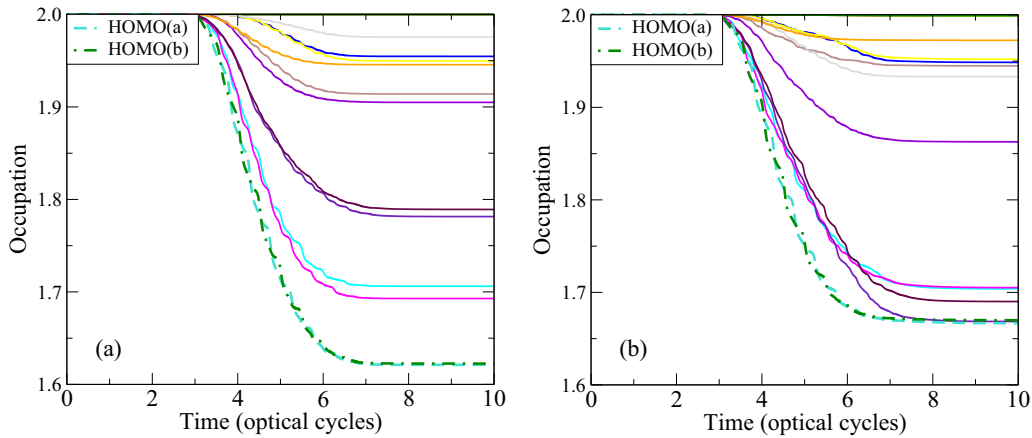 2.0
HOMO(a)
HOMO(b)
1.9
Occupation
1.8
1.7
(a)
1.6
0 2 4 6 8 10
Time (optical cycles)
2.0
HOMO(a)
HOMO(b)
1.9
Occupation
1.8
1.7
(b)
1.6
0 2 4 6 8 10
Time (optical cycles)